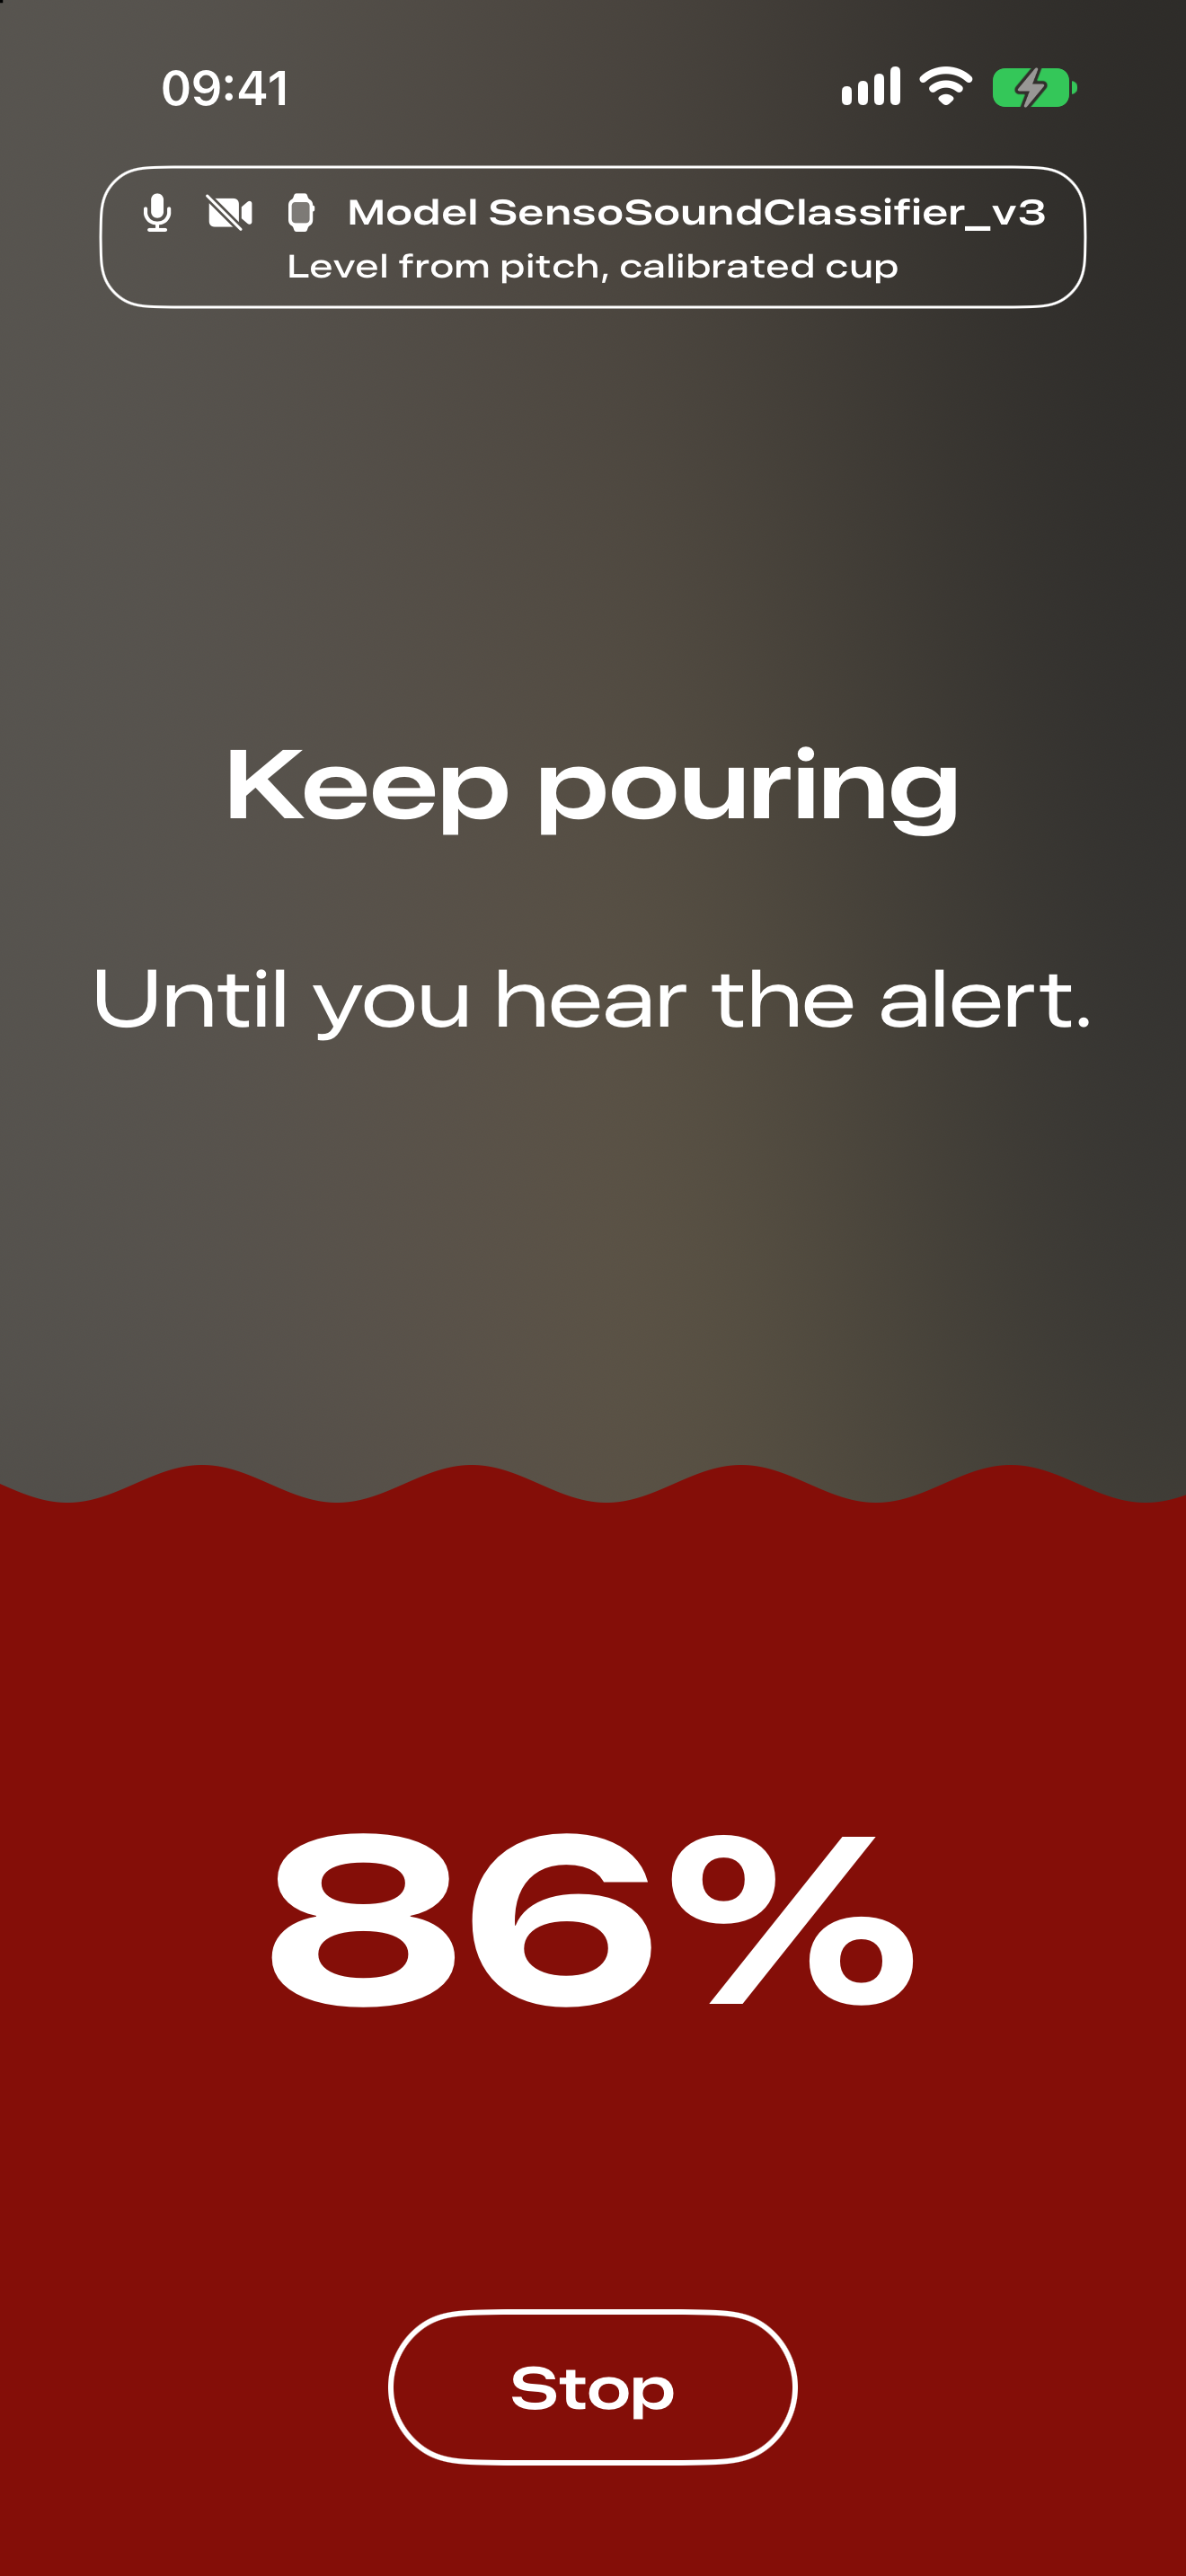 09:41
Model SensoSoundClassifier_v3
Level from pitch, calibrated cup
Keep pouring
Until you hear the alert.
86%
Stop